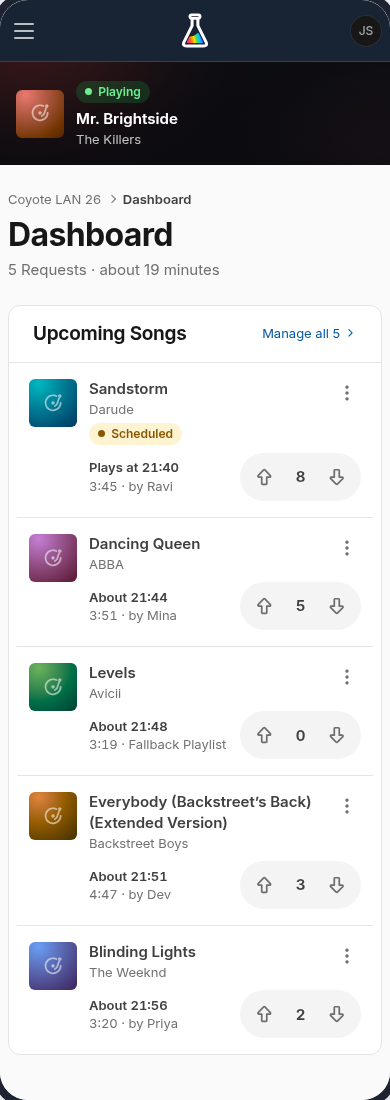 JS
Playing
Mr. Brightside
The Killers
Coyote LAN 26 > Dashboard
Dashboard
5 Requests · about 19 minutes
Upcoming Songs
Manage all 5 >
Sandstorm
Darude
Scheduled
Plays at 21:40
3:45 · by Ravi
8
Dancing Queen
ABBA
About 21:44
3:51 · by Mina
5
Levels
Avicii
About 21:48
3:19 · Fallback Playlist
0
Everybody (Backstreet’s Back)
(Extended Version)
Backstreet Boys
About 21:51
4:47 · by Dev
3
Blinding Lights
The Weeknd
About 21:56
3:20 · by Priya
2